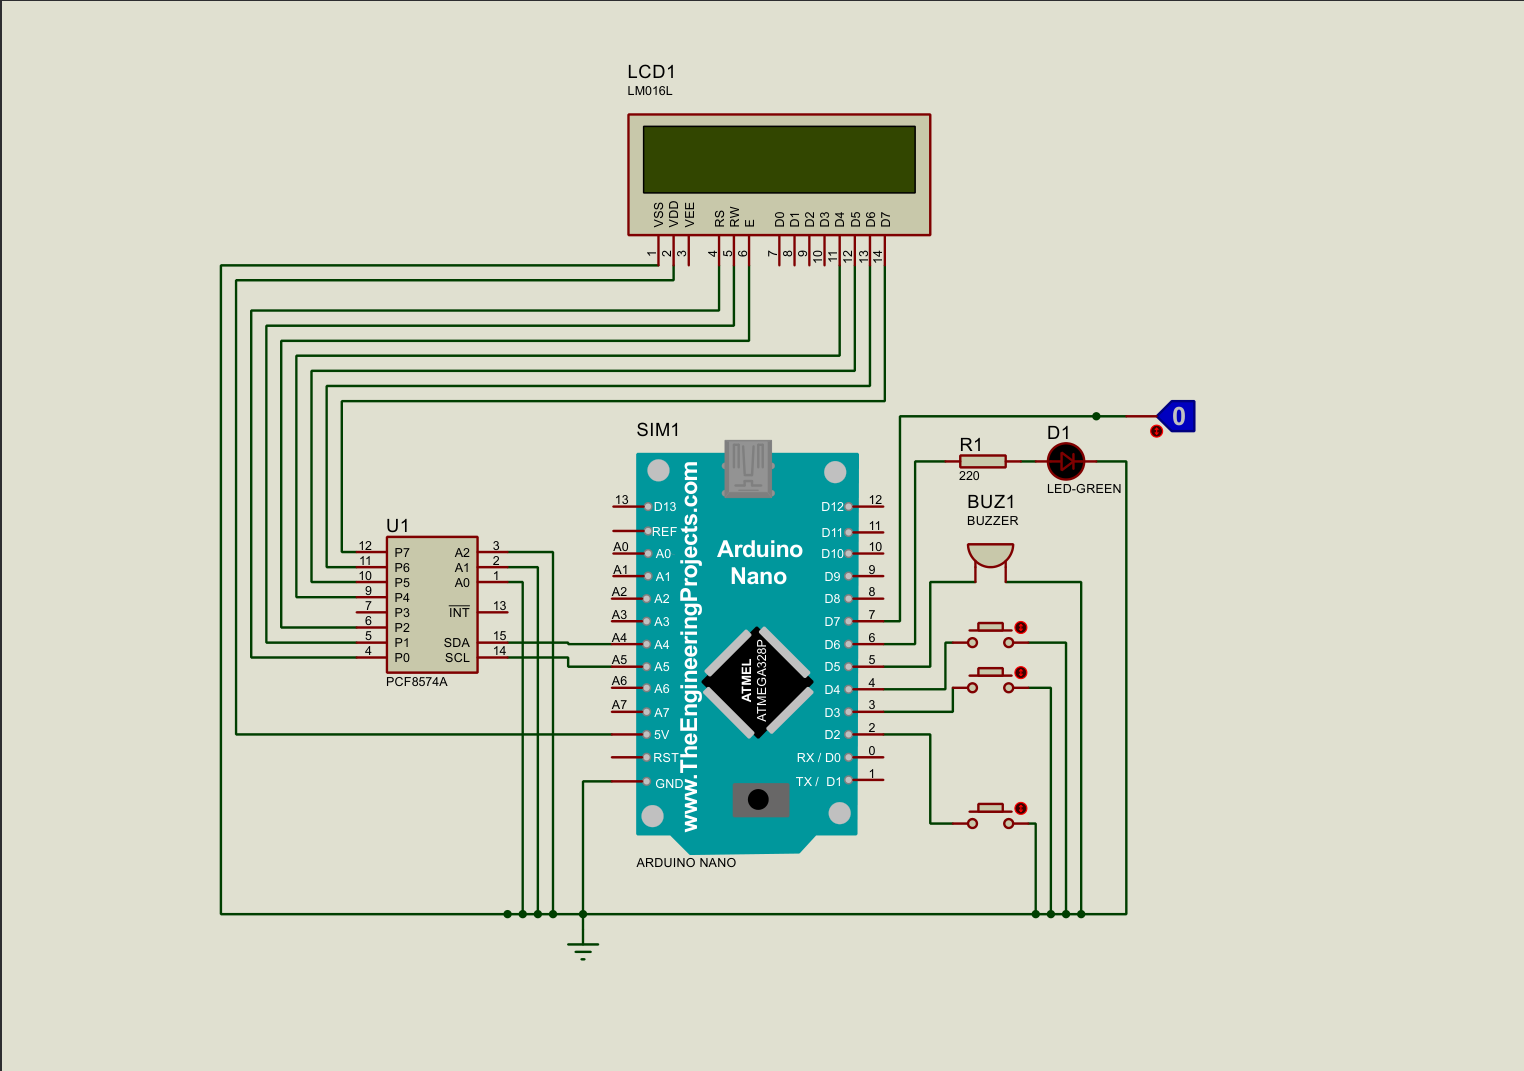 LCD1
LM016L
VSS
VDD
VEE
RS
RW
E
D0
D1
D2
D3
D4
D5
D6
D7
1
2
3
4
5
6
7
8
9
10
11
12
13
14
0
SIM1
R1
220
D1
LED-GREEN
BUZ1
BUZZER
U1
12 P7 A2 3
11 P6 A1 2
10 P5 A0 1
9 P4
7 P3 INT 13
6 P2
5 P1 SDA 15
4 P0 SCL 14
PCF8574A
www.TheEngineeringProjects.com
Arduino
Nano
ATMEL
ATMEGA328P
13 D13
REF
A0 A0
A1 A1
A2 A2
A3 A3
A4 A4
A5 A5
A6 A6
A7 A7
5V
RST
GND
D12 12
D11 11
D10 10
D9 9
D8 8
D7 7
D6 6
D5 5
D4 4
D3 3
D2 2
RX / D0 0
TX / D1 1
ARDUINO NANO